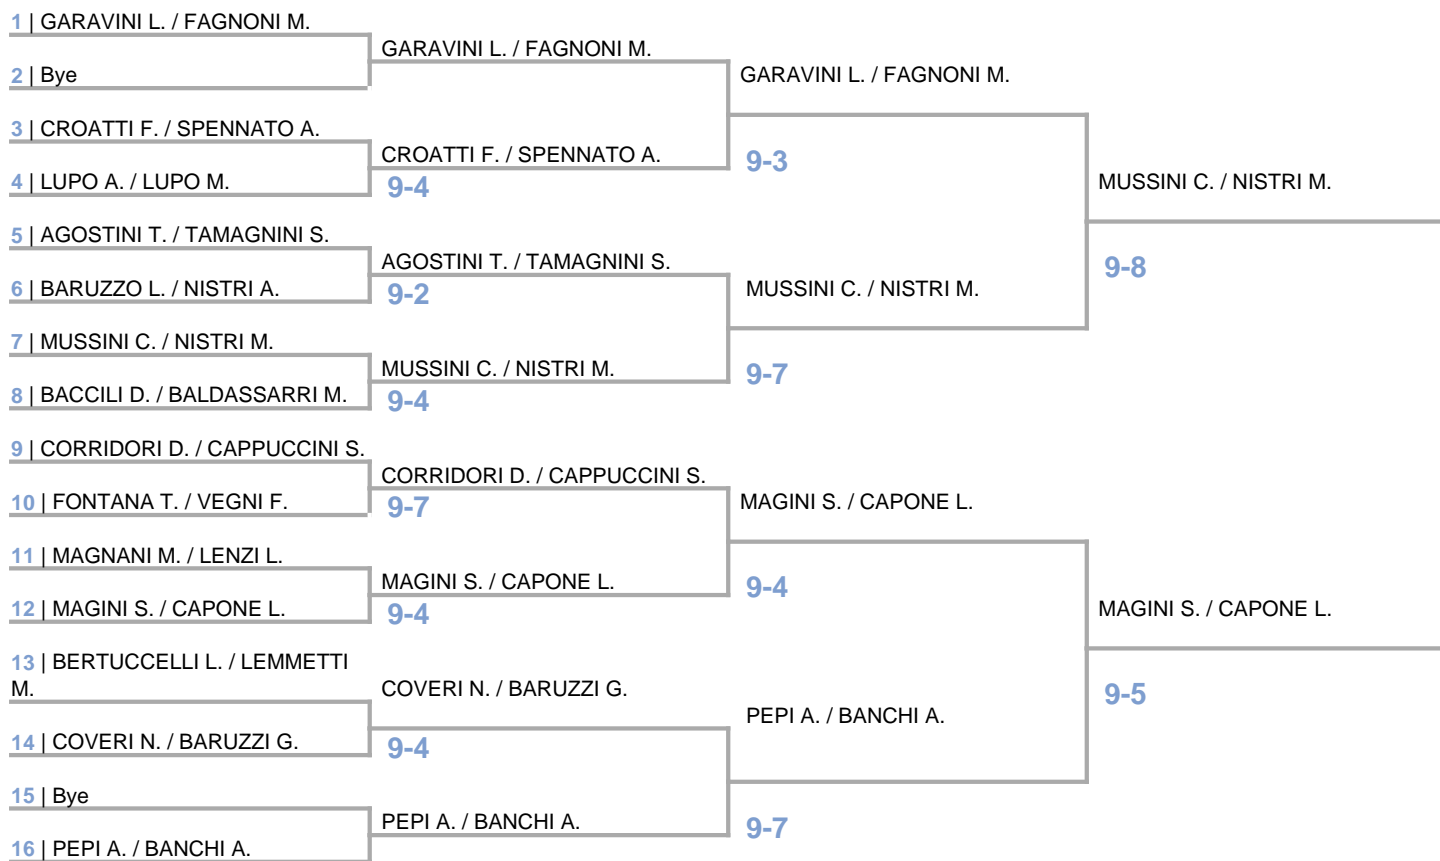 1 | GARAVINI L. / FAGNONI M.
2 | Bye
3 | CROATTI F. / SPENNATO A.
4 | LUPO A. / LUPO M.
5 | AGOSTINI T. / TAMAGNINI S.
6 | BARUZZO L. / NISTRI A.
7 | MUSSINI C. / NISTRI M.
8 | BACCILI D. / BALDASSARRI M.
9 | CORRIDORI D. / CAPPUCCINI S.
10 | FONTANA T. / VEGNI F.
11 | MAGNANI M. / LENZI L.
12 | MAGINI S. / CAPONE L.
13 | BERTUCCELLI L. / LEMMETTI
M.
14 | COVERI N. / BARUZZI G.
15 | Bye
16 | PEPI A. / BANCHI A.
GARAVINI L. / FAGNONI M.
CROATTI F. / SPENNATO A.
9-4
AGOSTINI T. / TAMAGNINI S.
9-2
MUSSINI C. / NISTRI M.
9-4
CORRIDORI D. / CAPPUCCINI S.
9-7
MAGINI S. / CAPONE L.
9-4
COVERI N. / BARUZZI G.
9-4
PEPI A. / BANCHI A.
GARAVINI L. / FAGNONI M.
9-3
MUSSINI C. / NISTRI M.
9-7
MAGINI S. / CAPONE L.
9-4
PEPI A. / BANCHI A.
9-7
MUSSINI C. / NISTRI M.
9-8
MAGINI S. / CAPONE L.
9-5